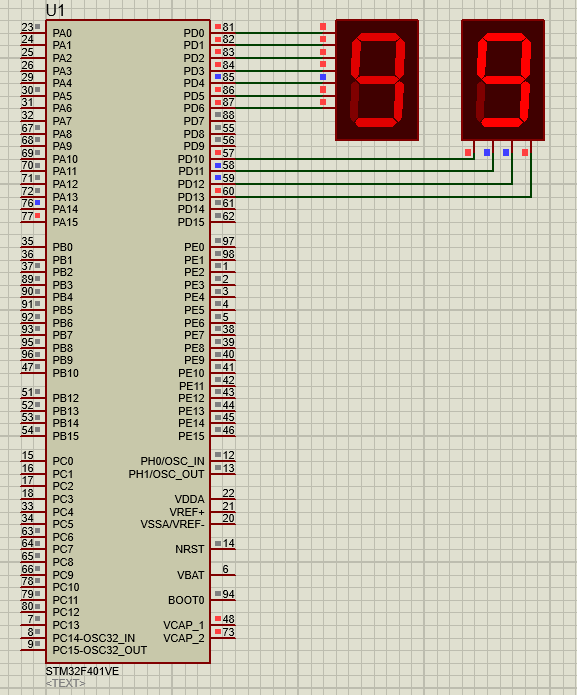 U1
23 PA0 PD0 81
24 PA1 PD1 82
25 PA2 PD2 83
26 PA3 PD3 84
29 PA4 PD4 85
30 PA5 PD5 86
31 PA6 PD6 87
32 PA7 PD7 88
67 PA8 PD8 55
68 PA9 PD9 56
69 PA10 PD10 57
70 PA11 PD11 58
71 PA12 PD12 59
72 PA13 PD13 60
76 PA14 PD14 61
77 PA15 PD15 62
35 PB0 PE0 97
36 PB1 PE1 98
37 PB2 PE2 1
89 PB3 PE3 2
90 PB4 PE4 3
91 PB5 PE5 4
92 PB6 PE6 5
93 PB7 PE7 38
95 PB8 PE8 39
96 PB9 PE9 40
47 PB10 PE10 41
PE11 42
51 PB12 PE12 43
52 PB13 PE13 44
53 PB14 PE14 45
54 PB15 PE15 46
15 PC0 PH0/OSC_IN 12
16 PC1 PH1/OSC_OUT 13
17 PC2
18 PC3 VDDA 22
33 PC4 VREF+ 21
34 PC5 VSSA/VREF- 20
63 PC6
64 PC7 NRST 14
65 PC8
66 PC9 VBAT 6
78 PC10
79 PC11 BOOT0 94
80 PC12
7 PC13 VCAP_1 48
8 PC14-OSC32_IN VCAP_2 73
9 PC15-OSC32_OUT
STM32F401VE
<TEXT>
9 9